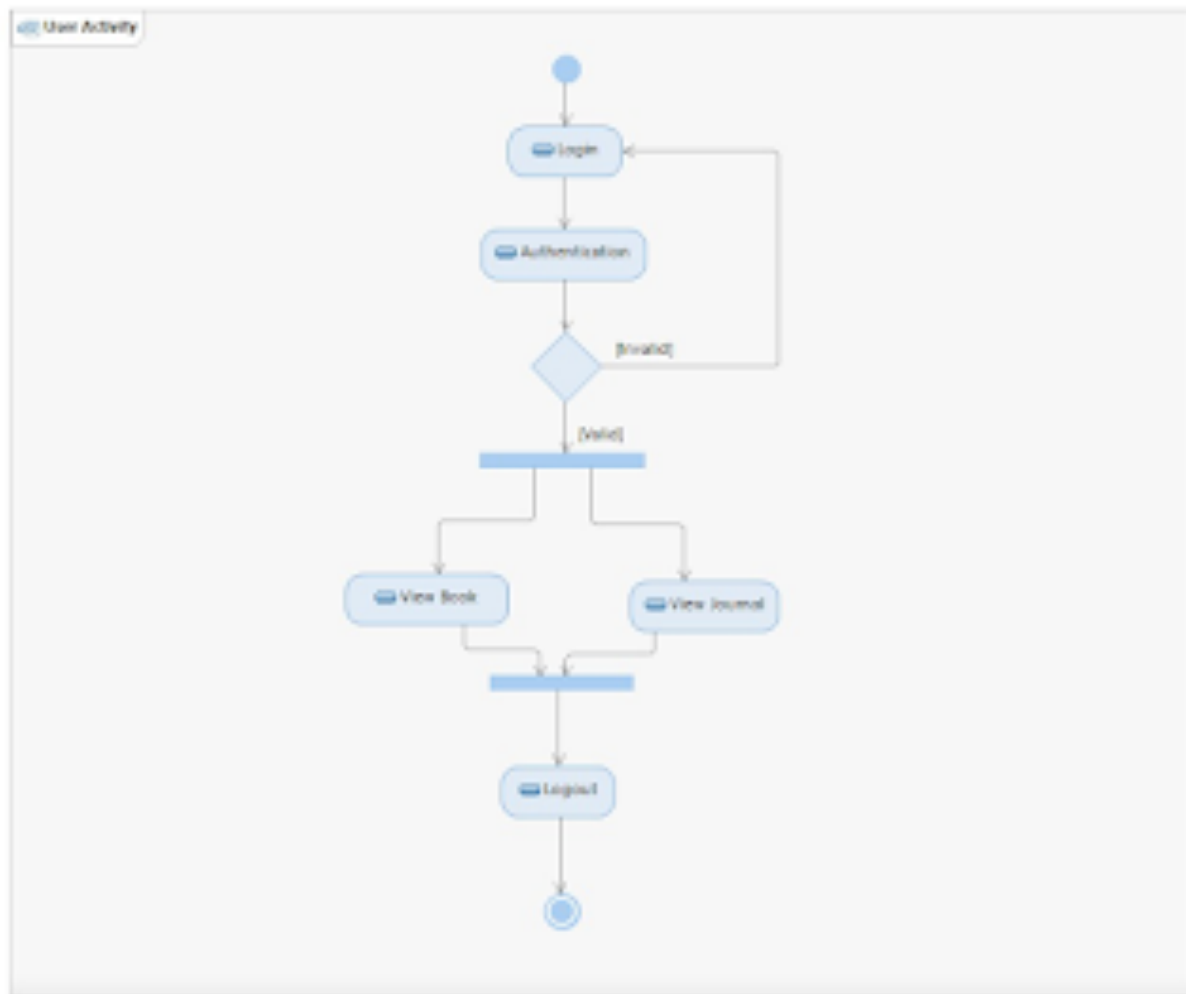 User Activity
Login
Authentication
[Invalid]
[Valid]
View Book
View Journal
Logout